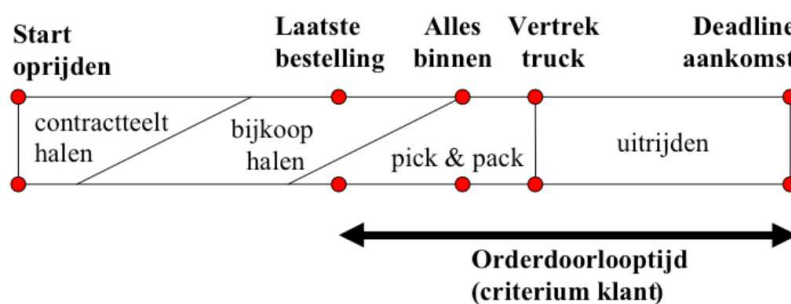 Start
oprijden
Laatste
bestelling
Alles
binnen
Vertrek
truck
Deadline
aankomst
contractteelt
halen
bijkoop
halen
pick & pack
uitrijden
Orderdoorlooptijd
(criterium klant)